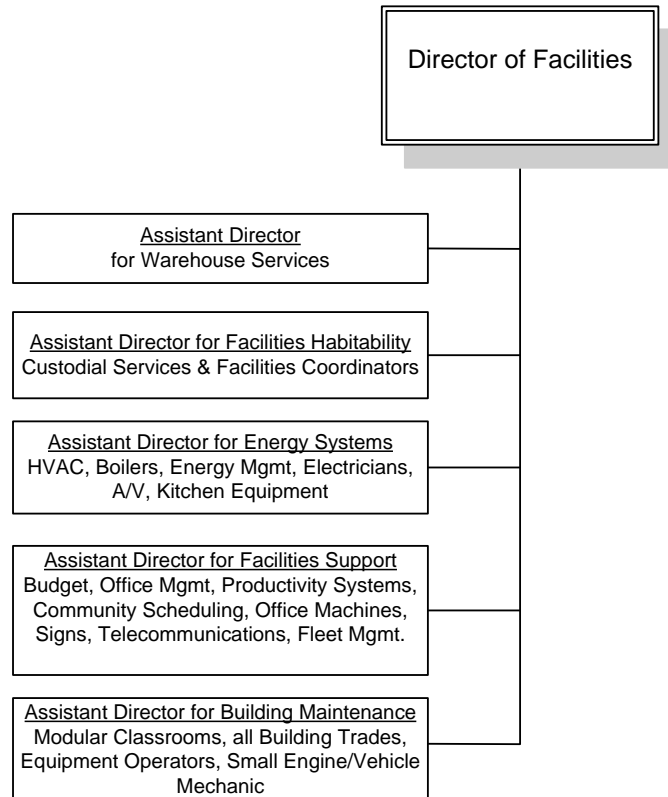 Director of Facilities
Assistant Director
for Warehouse Services
Assistant Director for Facilities Habitability
Custodial Services & Facilities Coordinators
Assistant Director for Energy Systems
HVAC, Boilers, Energy Mgmt, Electricians,
A/V, Kitchen Equipment
Assistant Director for Facilities Support
Budget, Office Mgmt, Productivity Systems,
Community Scheduling, Office Machines,
Signs, Telecommunications, Fleet Mgmt.
Assistant Director for Building Maintenance
Modular Classrooms, all Building Trades,
Equipment Operators, Small Engine/Vehicle
Mechanic